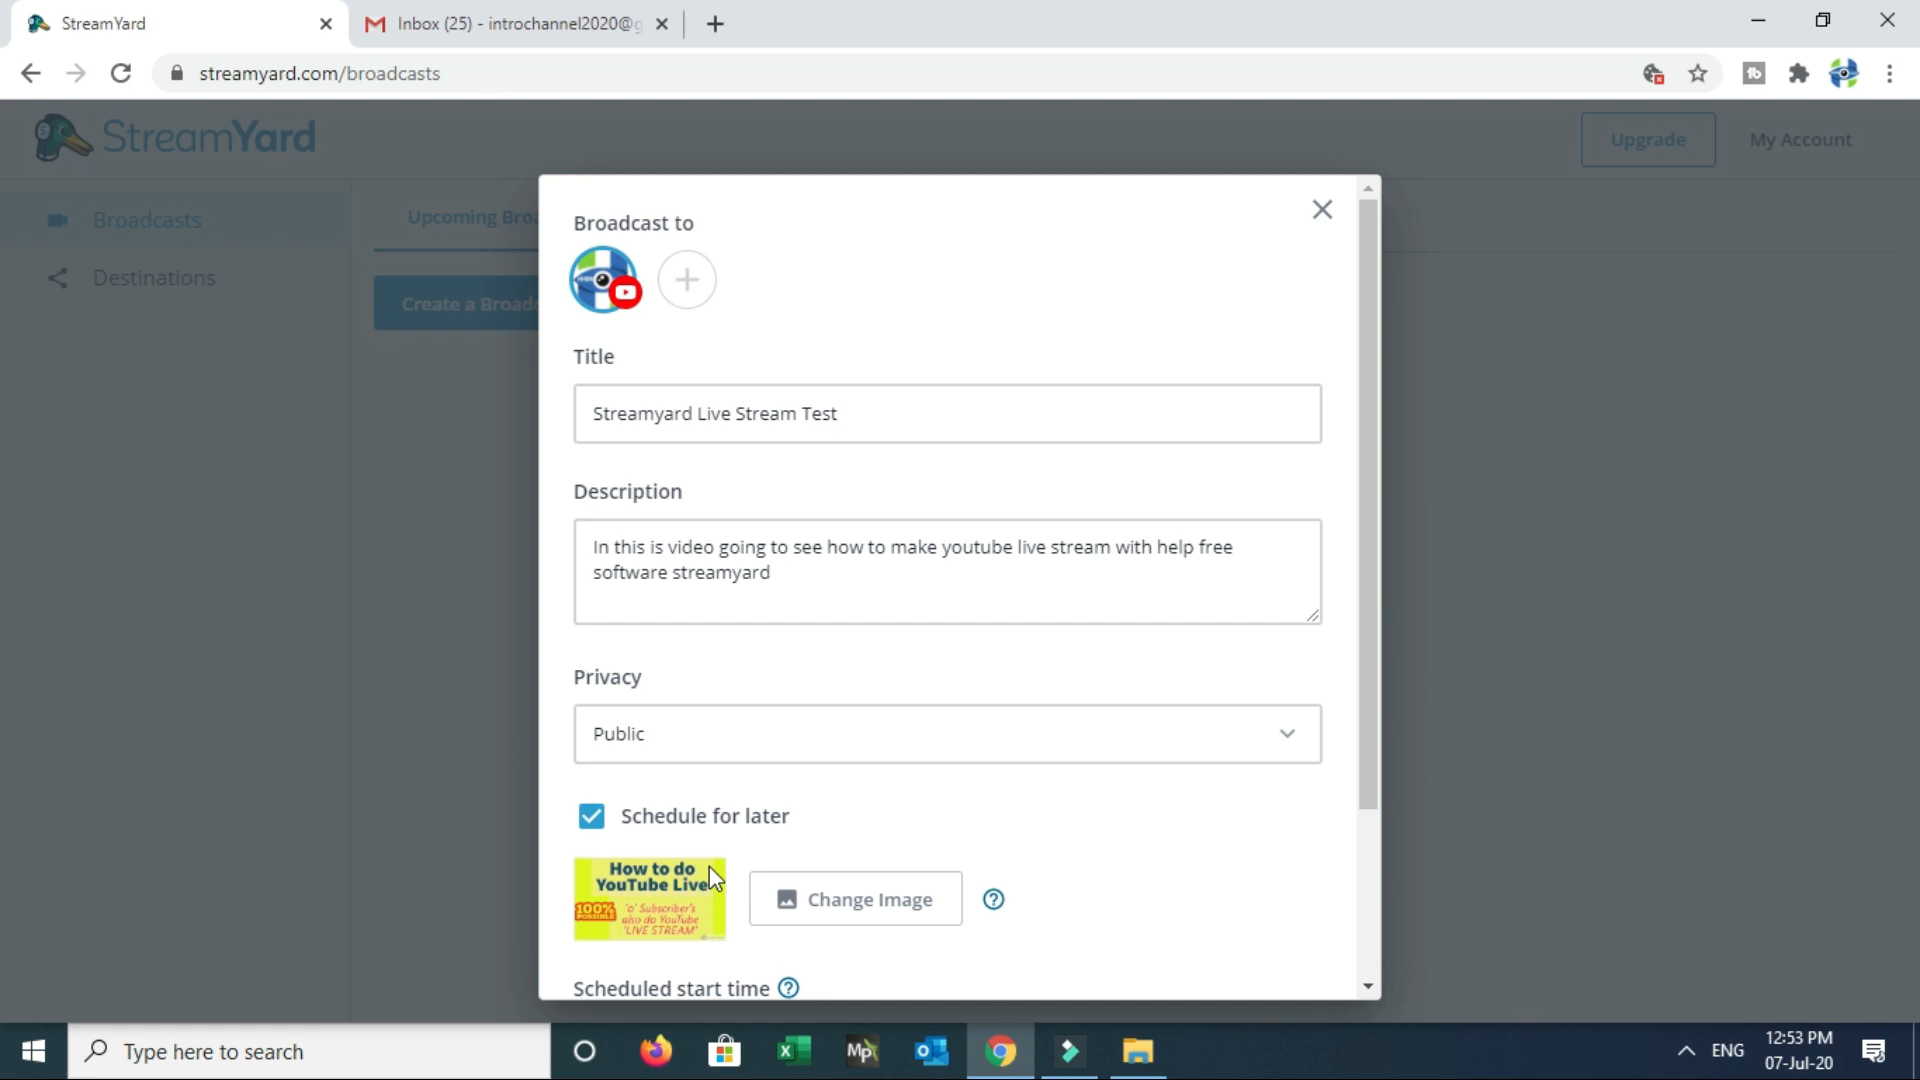 StreamYard
Inbox (25) - introchannel2020@g
streamyard.com/broadcasts
StreamYard
Upgrade
My Account
Broadcasts
Upcoming Bro
Destinations
Create a Broad
Broadcast to
Title
Streamyard Live Stream Test
Description
In this is video going to see how to make youtube live stream with help free
software streamyard
Privacy
Public
Schedule for later
How to do
YouTube Live
100%
POSSIBLE
'o' Subscriber's
also do YouTube
'LIVE STREAM'
Change Image
Scheduled start time
Type here to search
ENG
12:53 PM
07-Jul-20